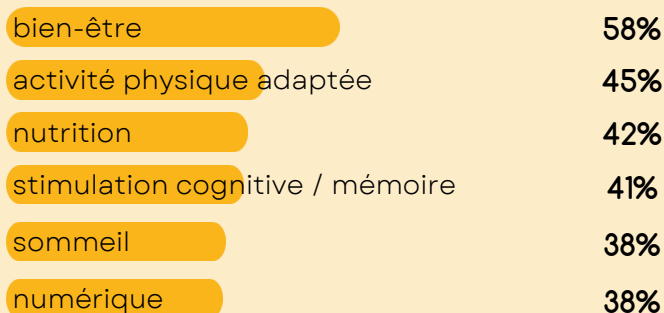 bien-être 58%
activité physique adaptée 45%
nutrition 42%
stimulation cognitive / mémoire 41%
sommeil 38%
numérique 38%